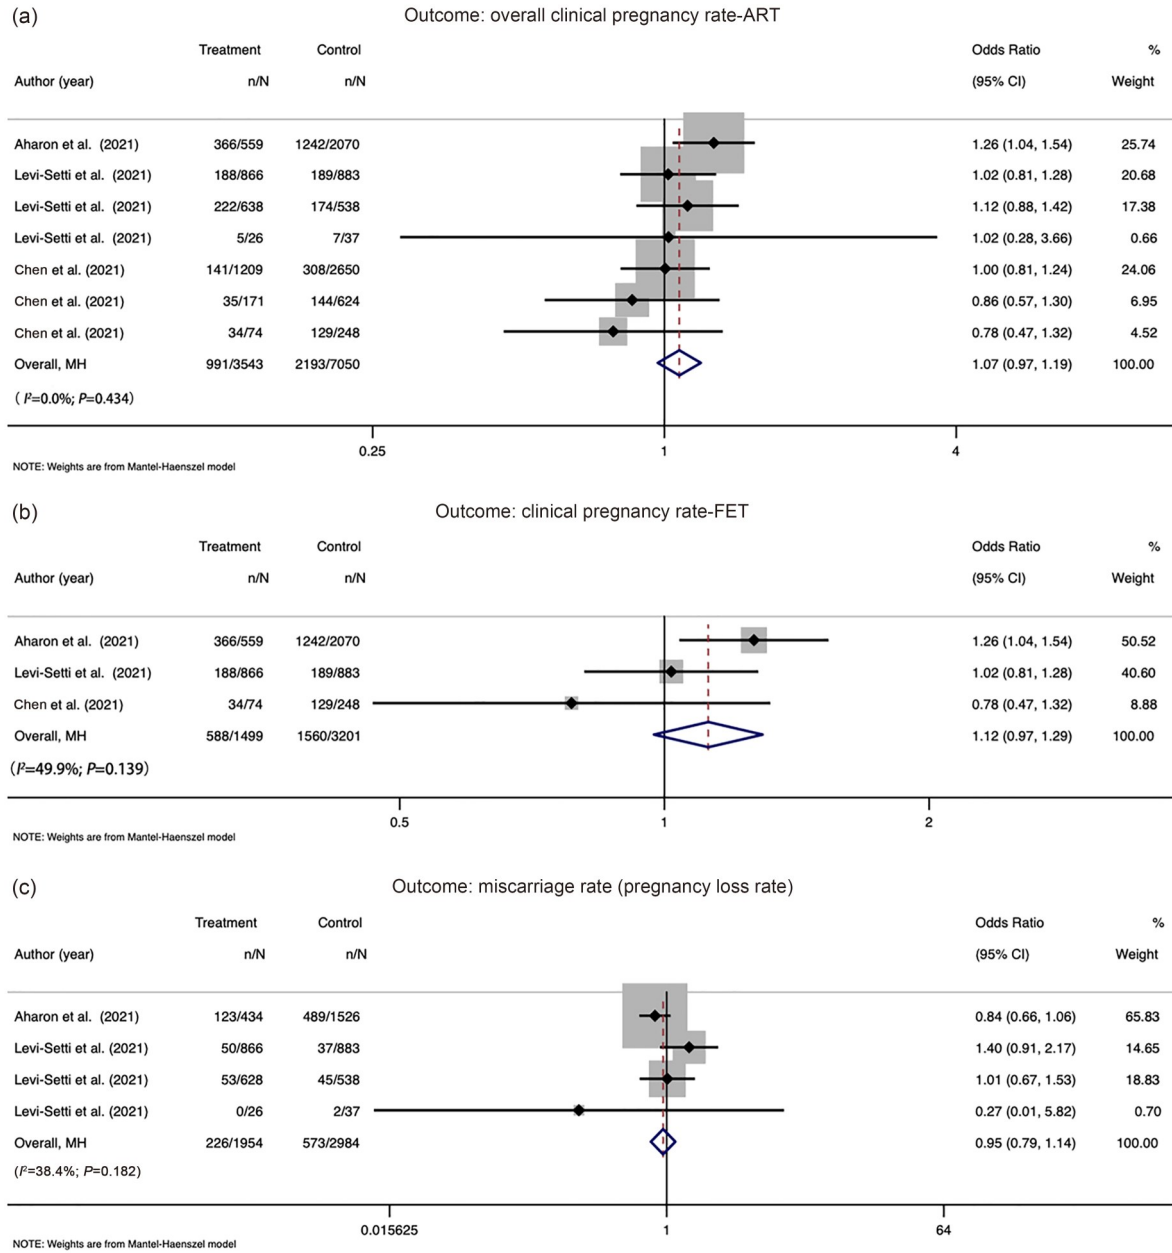 (a)
Outcome: overall clinical pregnancy rate-ART
Treatment Control Odds Ratio %
Author (year) n/N n/N (95% CI) Weight
Aharon et al. (2021) 366/559 1242/2070 1.26 (1.04, 1.54) 25.74
Levi-Setti et al. (2021) 188/866 189/883 1.02 (0.81, 1.28) 20.68
Levi-Setti et al. (2021) 222/638 174/538 1.12 (0.88, 1.42) 17.38
Levi-Setti et al. (2021) 5/26 7/37 1.02 (0.28, 3.66) 0.66
Chen et al. (2021) 141/1209 308/2650 1.00 (0.81, 1.24) 24.06
Chen et al. (2021) 35/171 144/624 0.86 (0.57, 1.30) 6.95
Chen et al. (2021) 34/74 129/248 0.78 (0.47, 1.32) 4.52
Overall, MH 991/3543 2193/7050 1.07 (0.97, 1.19) 100.00
( I²=0.0%; P=0.434)
0.25 1 4
NOTE: Weights are from Mantel-Haenszel model
(b)
Outcome: clinical pregnancy rate-FET
Treatment Control Odds Ratio %
Author (year) n/N n/N (95% CI) Weight
Aharon et al. (2021) 366/559 1242/2070 1.26 (1.04, 1.54) 50.52
Levi-Setti et al. (2021) 188/866 189/883 1.02 (0.81, 1.28) 40.60
Chen et al. (2021) 34/74 129/248 0.78 (0.47, 1.32) 8.88
Overall, MH 588/1499 1560/3201 1.12 (0.97, 1.29) 100.00
(I²=49.9%; P=0.139)
0.5 1 2
NOTE: Weights are from Mantel-Haenszel model
(c)
Outcome: miscarriage rate (pregnancy loss rate)
Treatment Control Odds Ratio %
Author (year) n/N n/N (95% CI) Weight
Aharon et al. (2021) 123/434 489/1526 0.84 (0.66, 1.06) 65.83
Levi-Setti et al. (2021) 50/866 37/883 1.40 (0.91, 2.17) 14.65
Levi-Setti et al. (2021) 53/628 45/538 1.01 (0.67, 1.53) 18.83
Levi-Setti et al. (2021) 0/26 2/37 0.27 (0.01, 5.82) 0.70
Overall, MH 226/1954 573/2984 0.95 (0.79, 1.14) 100.00
(I²=38.4%; P=0.182)
0.015625 1 64
NOTE: Weights are from Mantel-Haenszel model